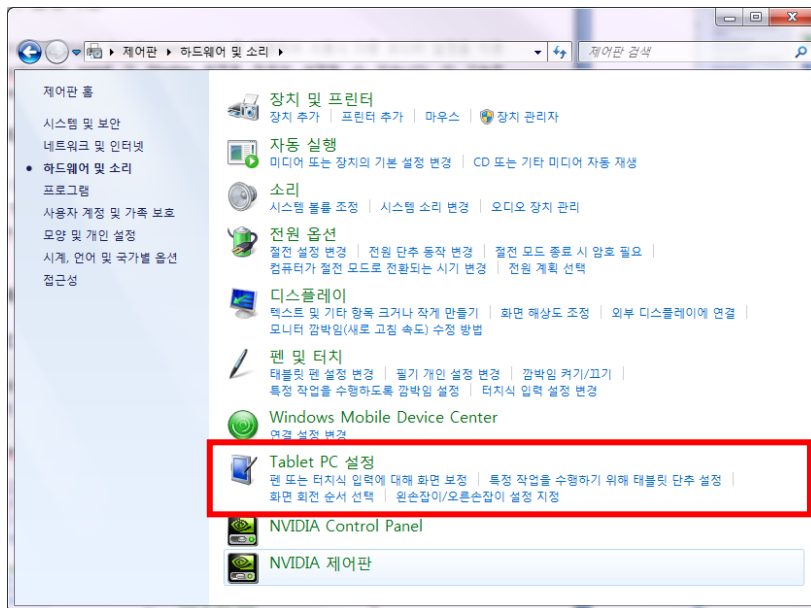 제어판 ▸ 하드웨어 및 소리 ▸
제어판 검색
제어판 홈
시스템 및 보안
네트워크 및 인터넷
하드웨어 및 소리
프로그램
사용자 계정 및 가족 보호
모양 및 개인 설정
시계, 언어 및 국가별 옵션
접근성
장치 및 프린터
장치 추가 | 프린터 추가 | 마우스 | 장치 관리자
자동 실행
미디어 또는 장치의 기본 설정 변경 | CD 또는 기타 미디어 자동 재생
소리
시스템 볼륨 조정 | 시스템 소리 변경 | 오디오 장치 관리
전원 옵션
절전 설정 변경 | 전원 단추 동작 변경 | 절전 모드 종료 시 암호 필요 |
컴퓨터가 절전 모드로 전환되는 시기 변경 | 전원 계획 선택
디스플레이
텍스트 및 기타 항목 크거나 작게 만들기 | 화면 해상도 조정 | 외부 디스플레이에 연결 |
모니터 깜박임(새로 고침 속도) 수정 방법
펜 및 터치
태블릿 펜 설정 변경 | 필기 개인 설정 변경 | 깜박임 켜기/끄기 |
특정 작업을 수행하도록 깜박임 설정 | 터치식 입력 설정 변경
Windows Mobile Device Center
연결 설정 변경
Tablet PC 설정
펜 또는 터치식 입력에 대해 화면 보정 | 특정 작업을 수행하기 위해 태블릿 단추 설정 |
화면 회전 순서 선택 | 왼손잡이/오른손잡이 설정 지정
NVIDIA Control Panel
NVIDIA 제어판